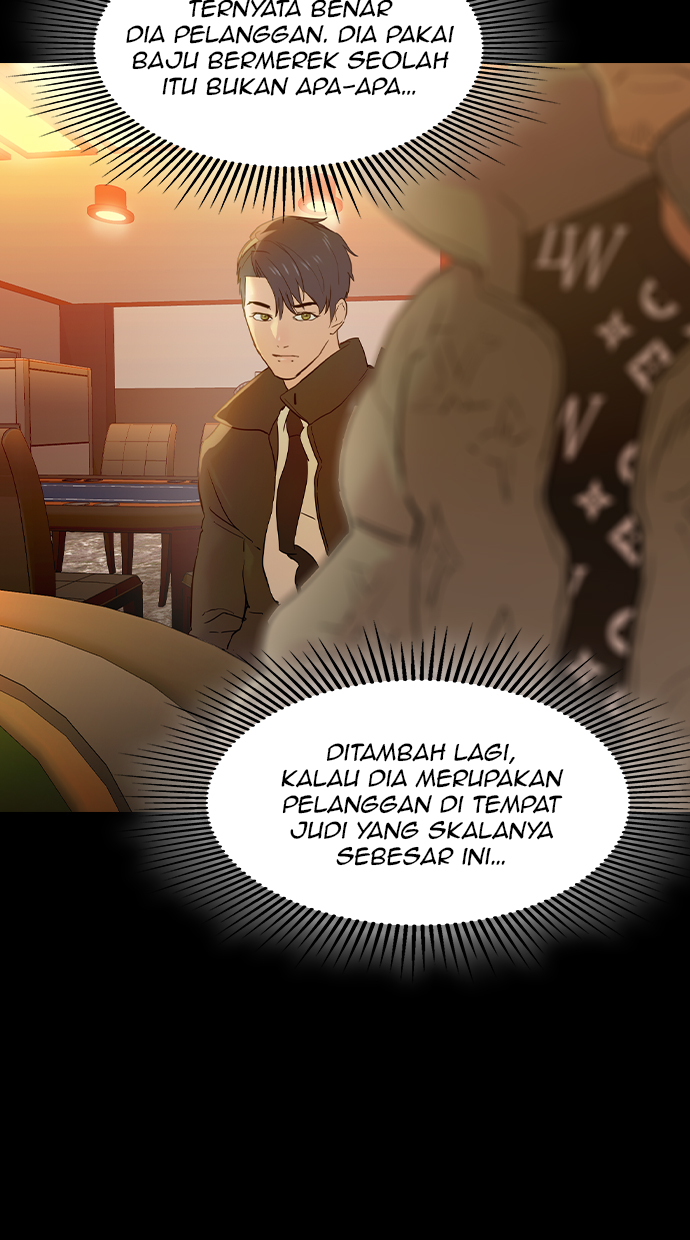 TERNYATA BENAR
DIA PELANGGAN. DIA PAKAI
BAJU BERMEREK SEOLAH
ITU BUKAN APA-APA...
LW
W
DITAMBAH LAGI,
KALAU DIA MERUPAKAN
PELANGGAN DI TEMPAT
JUDI YANG SKALANYA
SEBESAR INI...